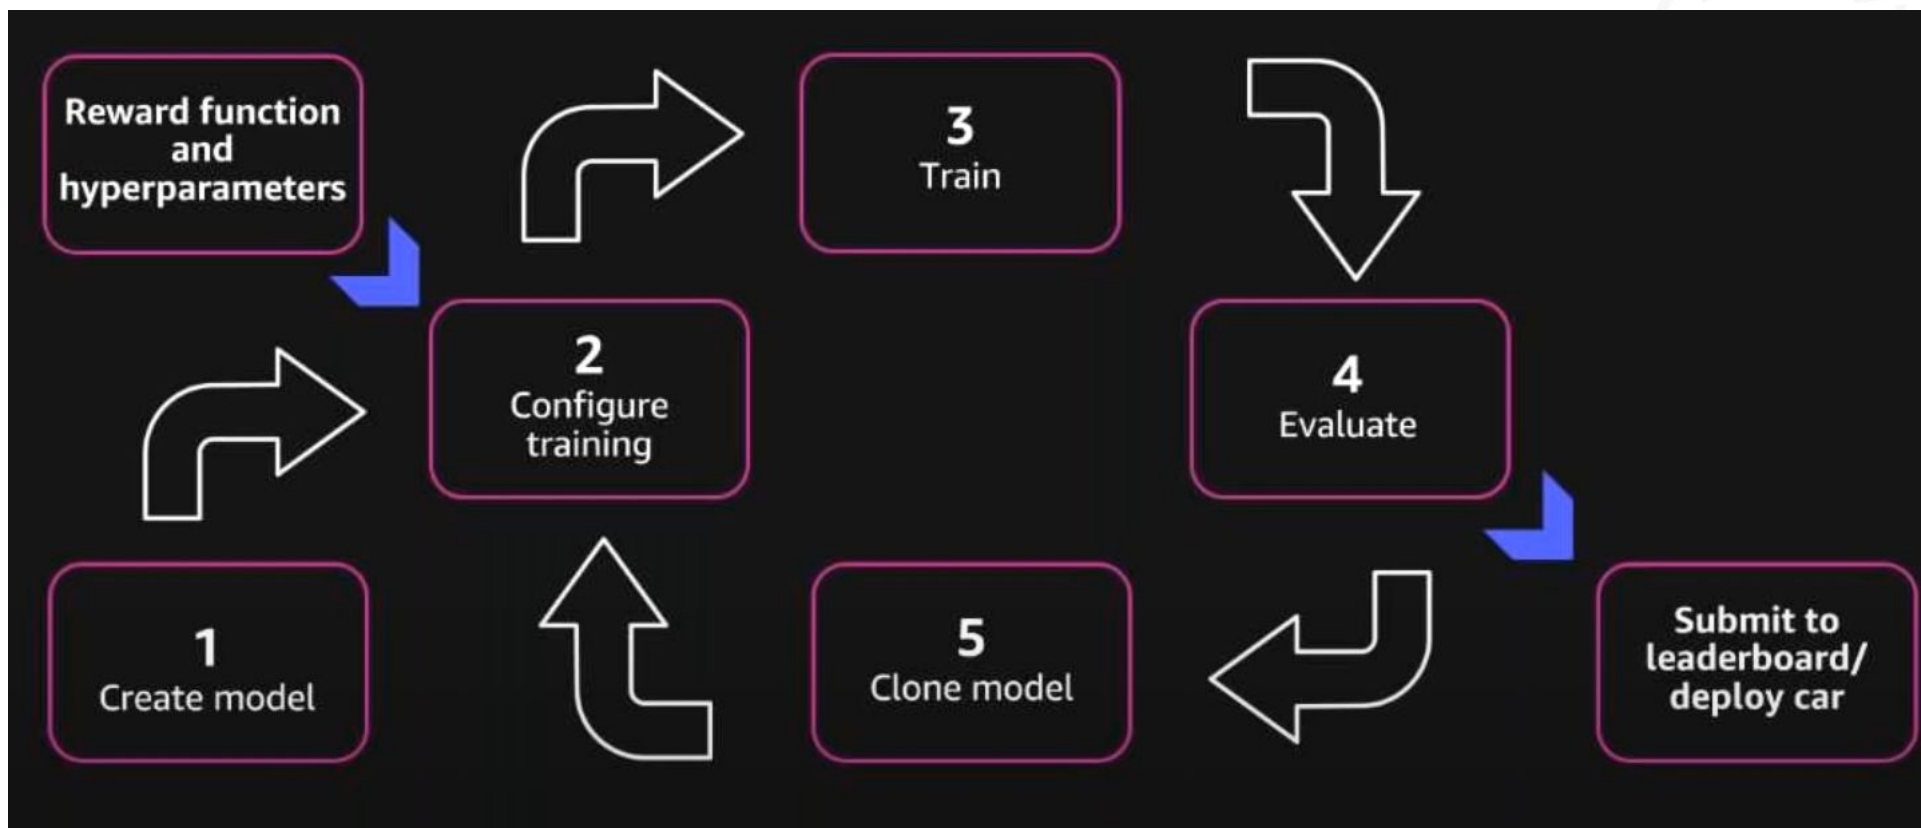 Reward function
and
hyperparameters
3
Train
2
Configure
training
4
Evaluate
1
Create model
5
Clone model
Submit to
leaderboard/
deploy car